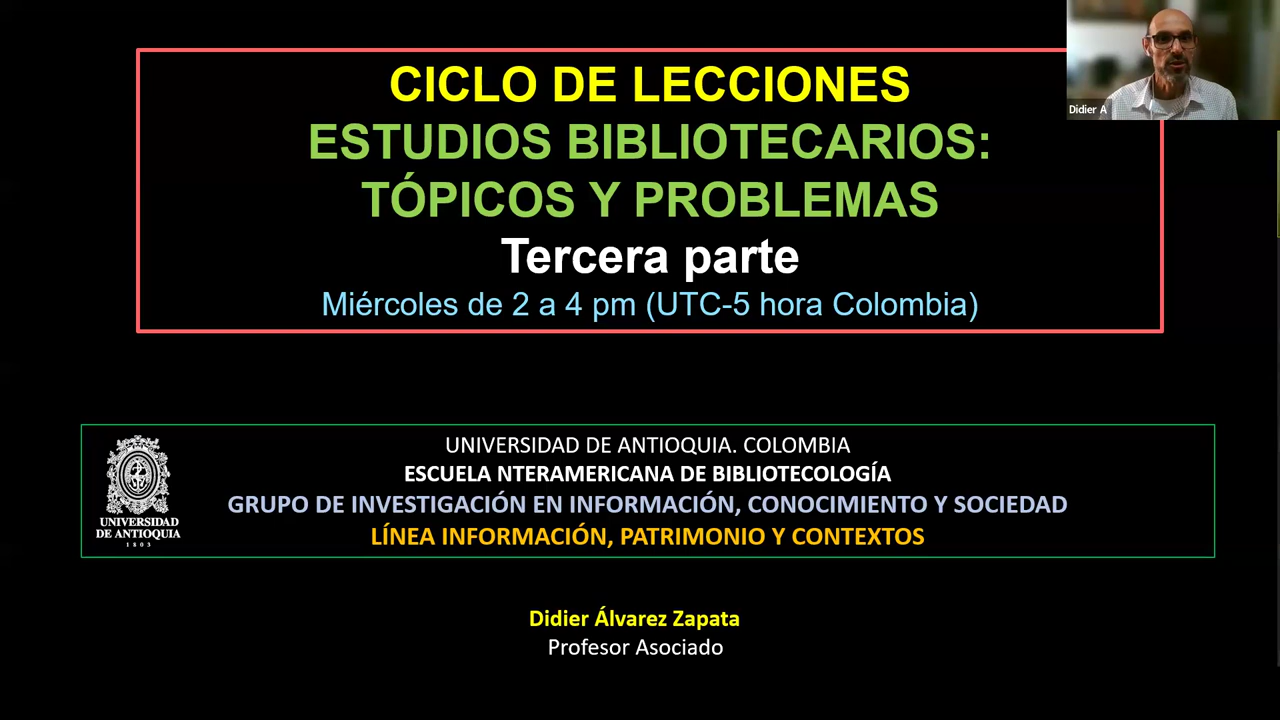 CICLO DE LECCIONES
ESTUDIOS BIBLIOTECARIOS:
TÓPICOS Y PROBLEMAS
Tercera parte
Miércoles de 2 a 4 pm (UTC-5 hora Colombia)
Didier A
UNIVERSIDAD DE ANTIOQUIA. COLOMBIA
ESCUELA NTERAMERICANA DE BIBLIOTECOLOGÍA
GRUPO DE INVESTIGACIÓN EN INFORMACIÓN, CONOCIMIENTO Y SOCIEDAD
LÍNEA INFORMACIÓN, PATRIMONIO Y CONTEXTOS
UNIVERSIDAD
DE ANTIOQUIA
1803
Didier Álvarez Zapata
Profesor Asociado